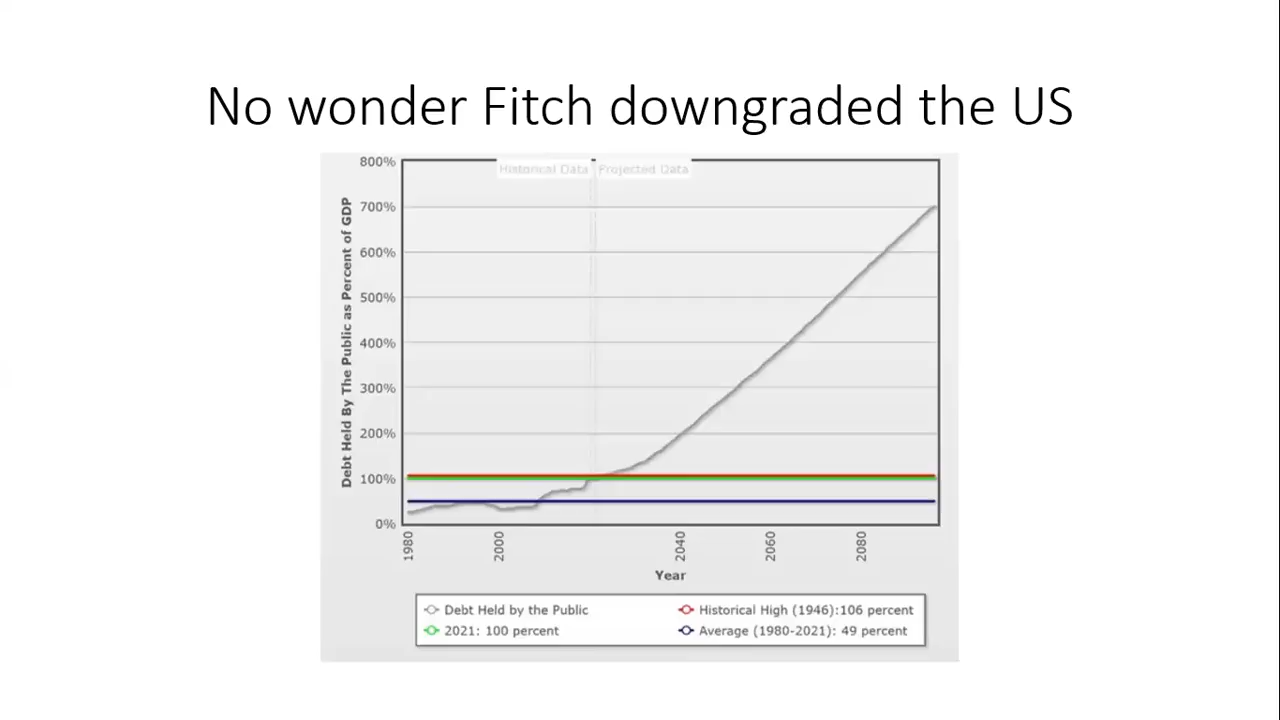 No wonder Fitch downgraded the US
Historical Data Projected Data
Debt Held By The Public as Percent of GDP
800%
700%
600%
500%
400%
300%
200%
100%
0%
1980 2000 2040 2060 2080
Year
Debt Held by the Public
Historical High (1946):106 percent
2021: 100 percent
Average (1980-2021): 49 percent